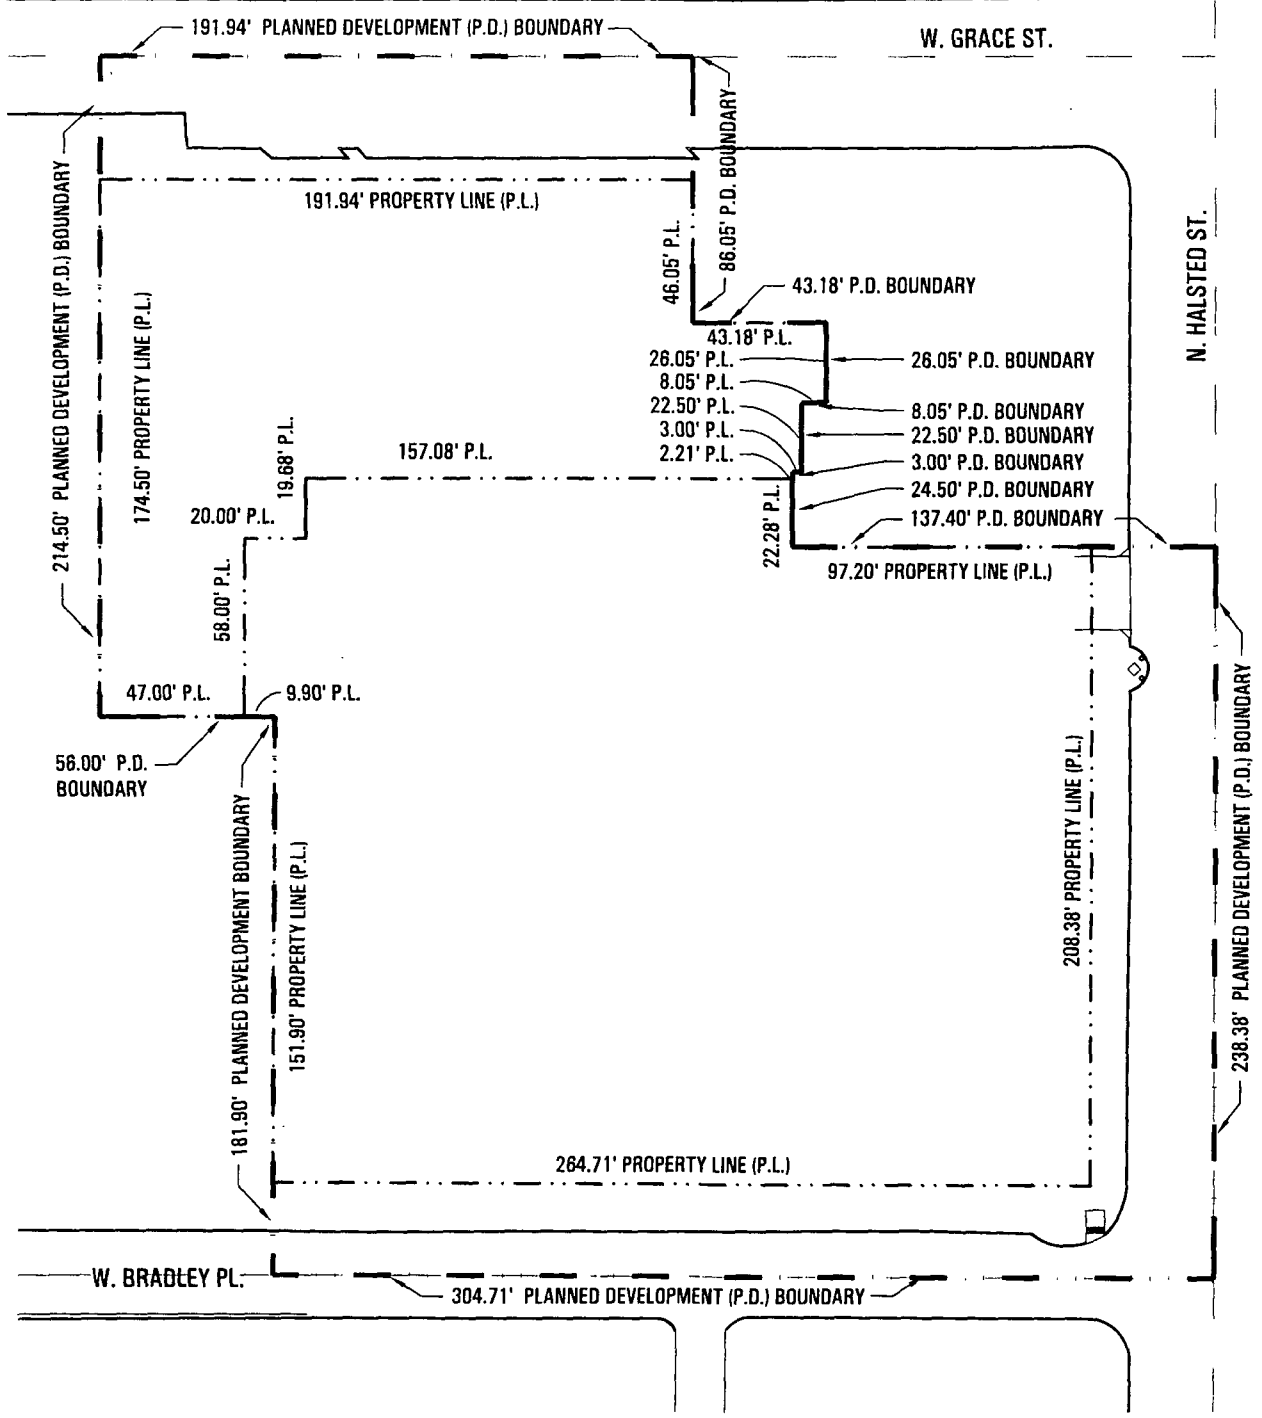 191.94' PLANNED DEVELOPMENT (P.D.) BOUNDARY
W. GRACE ST.
86.05' P.D. BOUNDARY
214.50' PLANNED DEVELOPMENT (P.D.) BOUNDARY
191.94' PROPERTY LINE (P.L.)
46.05' P.L.
N. HALSTED ST.
174.50' PROPERTY LINE (P.L.)
43.18' P.D. BOUNDARY
43.18' P.L.
26.05' P.L.
26.05' P.D. BOUNDARY
8.05' P.L.
22.50' P.L.
8.05' P.D. BOUNDARY
3.00' P.L.
22.50' P.D. BOUNDARY
2.21' P.L.
3.00' P.D. BOUNDARY
19.68' P.L.
157.08' P.L.
24.50' P.D. BOUNDARY
20.00' P.L.
22.28' P.L.
137.40' P.D. BOUNDARY
97.20' PROPERTY LINE (P.L.)
58.00' P.L.
47.00' P.L.
9.90' P.L.
56.00' P.D.
BOUNDARY
181.90' PLANNED DEVELOPMENT BOUNDARY
151.90' PROPERTY LINE (P.L.)
208.38' PROPERTY LINE (P.L.)
238.38' PLANNED DEVELOPMENT (P.D.) BOUNDARY
264.71' PROPERTY LINE (P.L.)
W. BRADLEY PL.
304.71' PLANNED DEVELOPMENT (P.D.) BOUNDARY